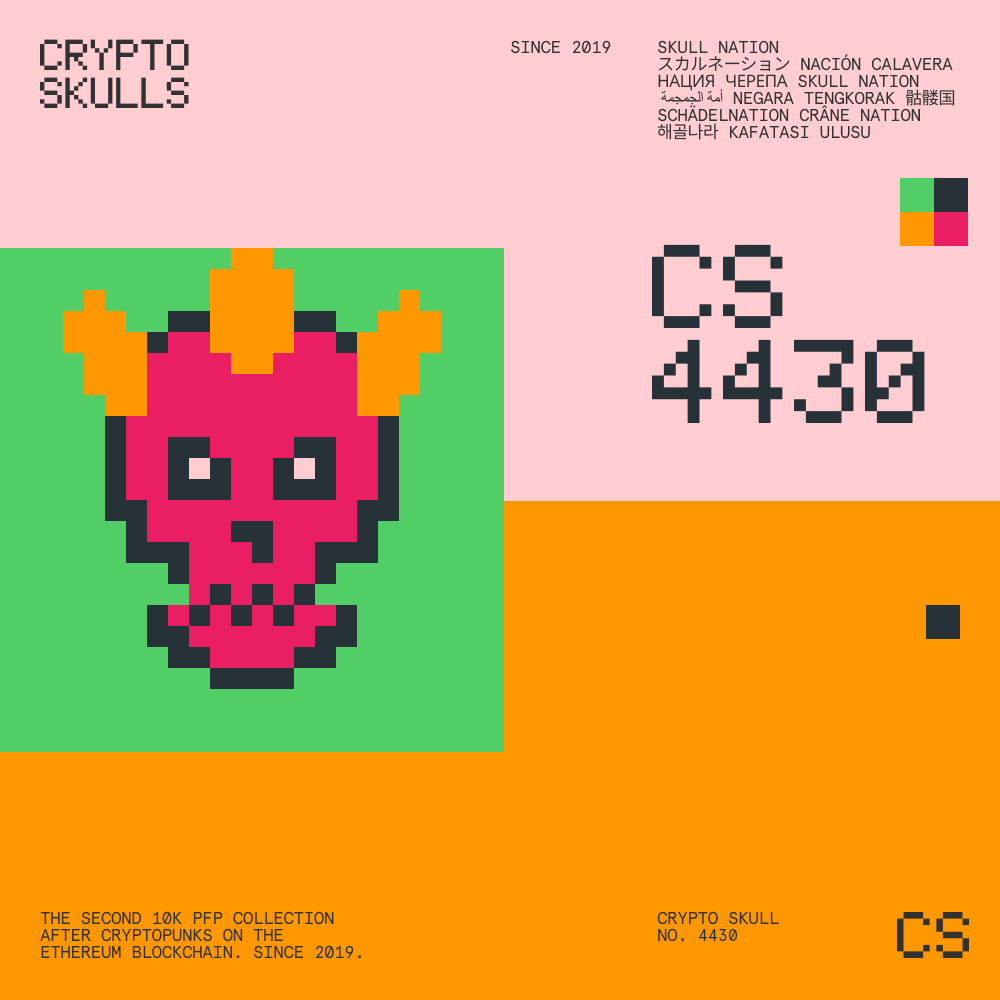 CRYPTO
SKULLS
SINCE 2019
SKULL NATION
スカルネーション NACIÓN CALAVERA
НАЦИЯ ЧЕРЕПА SKULL NATION
أمة الجمجمة NEGARA TENGKORAK 骷髅国
SCHÄDELNATION CRÂNE NATION
해골나라 KAFATASI ULUSU
CS
4430
THE SECOND 10K PFP COLLECTION
AFTER CRYPTOPUNKS ON THE
ETHEREUM BLOCKCHAIN. SINCE 2019.
CRYPTO SKULL
NO. 4430
CS